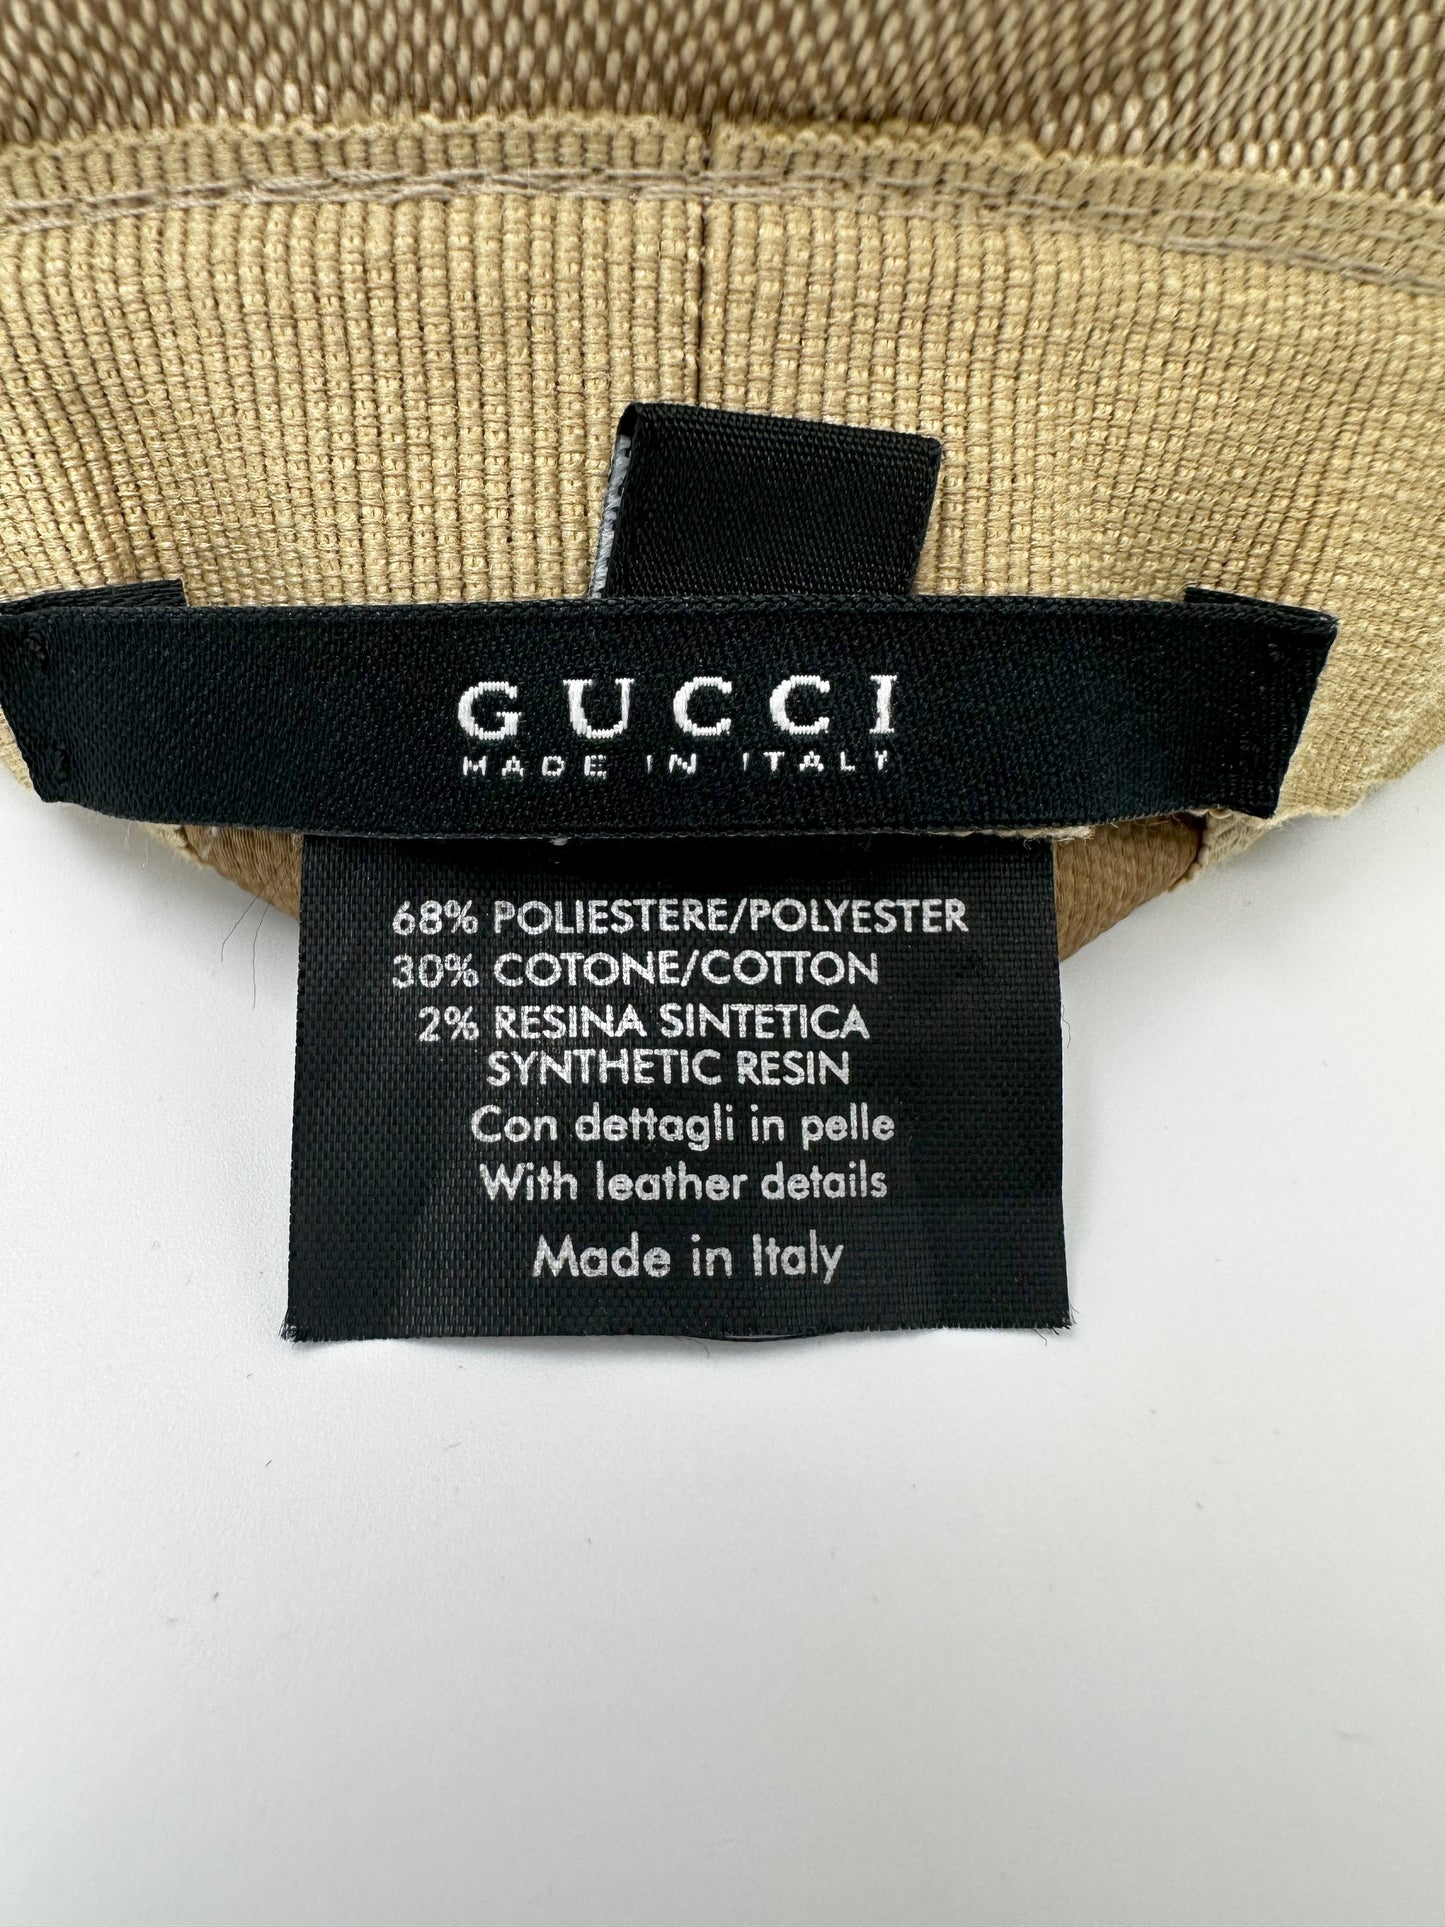 GUCCI
MADE IN ITALY
68% POLIESTERE/POLYESTER
30% COTONE/COTTON
2% RESINA SINTETICA
SYNTHETIC RESIN
Con dettagli in pelle
With leather details
Made in Italy